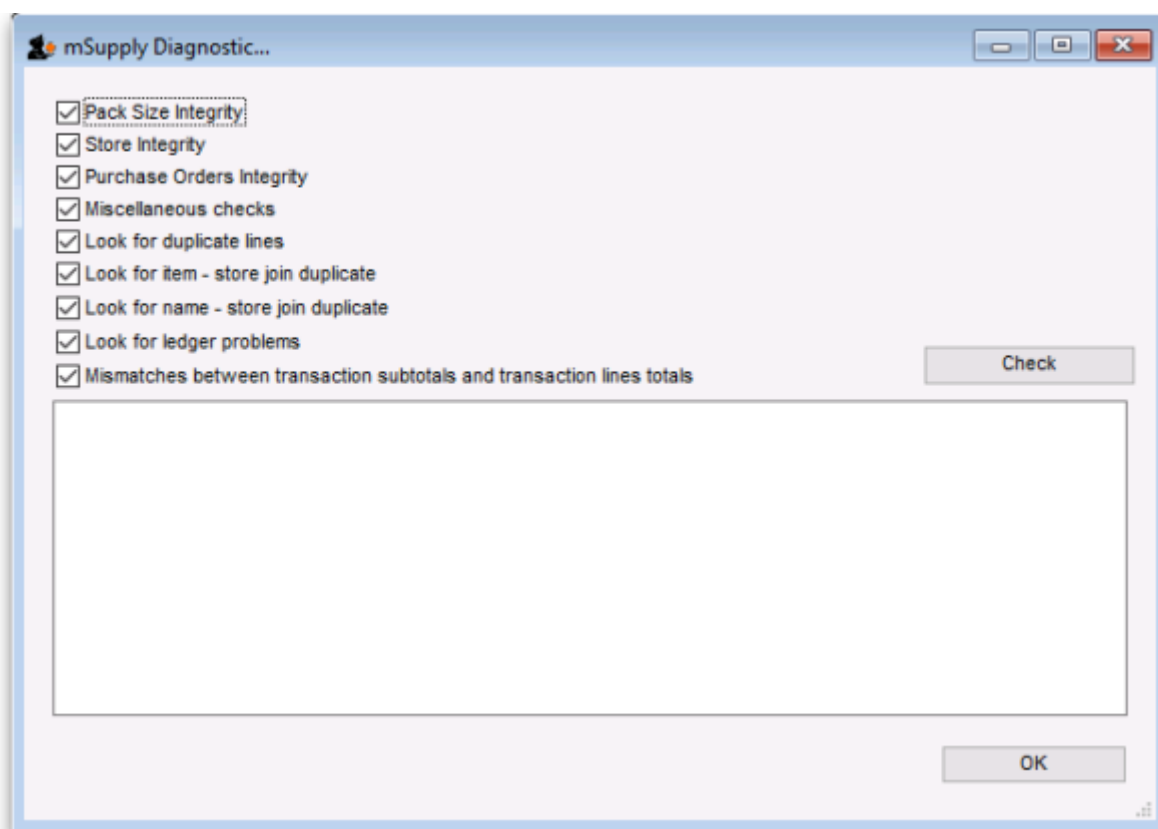 mSupply Diagnostic...
Pack Size Integrity
Store Integrity
Purchase Orders Integrity
Miscellaneous checks
Look for duplicate lines
Look for item - store join duplicate
Look for name - store join duplicate
Look for ledger problems
Mismatches between transaction subtotals and transaction lines totals
Check
OK